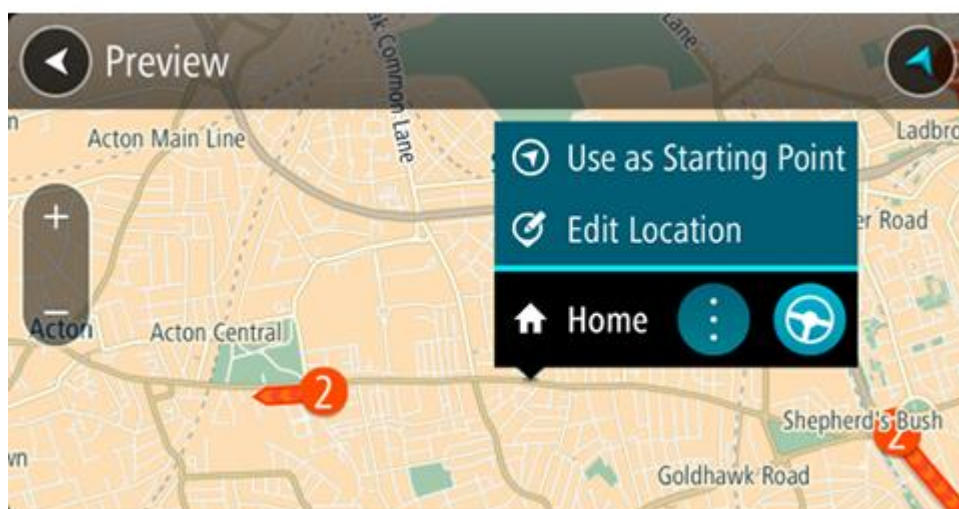 Preview
Common Lane
Lane
Acton Main Line
Ladbro
Use as Starting Point
Edit Location
er Road
+
−
Home
Acton
Acton Central
2
Shepherd's Bush
2
Goldhawk Road